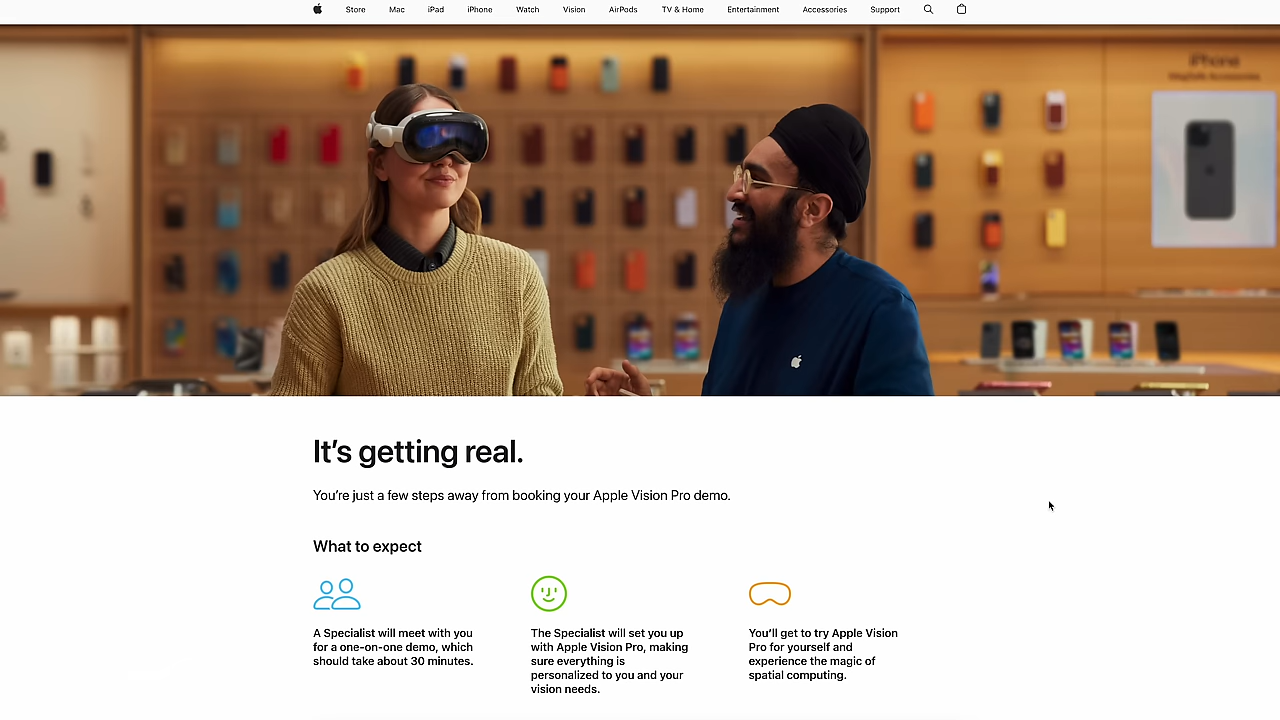 Store Mac iPad iPhone Watch Vision AirPods TV & Home Entertainment Accessories Support
iPhone
MagSafe Accessories
It's getting real.
You're just a few steps away from booking your Apple Vision Pro demo.
What to expect
A Specialist will meet with you
for a one-on-one demo, which
should take about 30 minutes.
The Specialist will set you up
with Apple Vision Pro, making
sure everything is
personalized to you and your
vision needs.
You'll get to try Apple Vision
Pro for yourself and
experience the magic of
spatial computing.